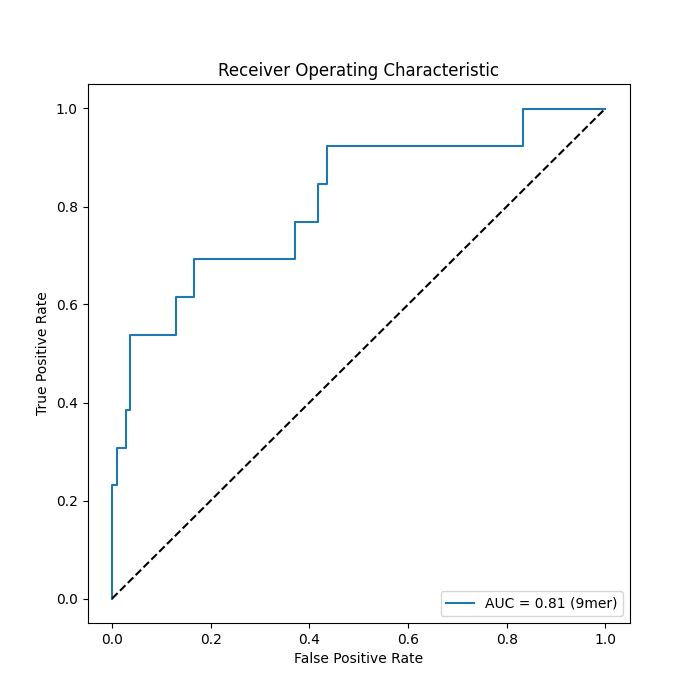 Receiver Operating Characteristic
True Positive Rate
1.0
0.8
0.6
0.4
0.2
0.0
0.0 0.2 0.4 0.6 0.8 1.0
False Positive Rate
AUC = 0.81 (9mer)